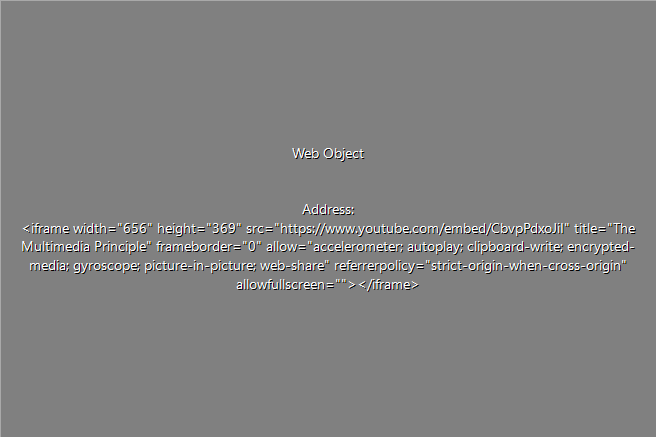 Web Object
Address:
<iframe width="656" height="369" src="https://www.youtube.com/embed/CbvpPdxoJiI" title="The
Multimedia Principle" frameborder="0" allow="accelerometer; autoplay; clipboard-write; encrypted-
media; gyroscope; picture-in-picture; web-share" referrerpolicy="strict-origin-when-cross-origin"
allowfullscreen=""></iframe>